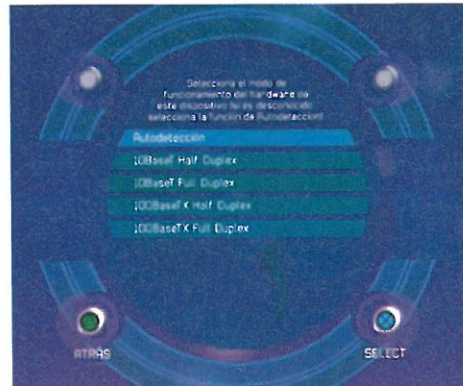 Selecciona el modo de
funcionamiento del hardware de
este dispositivo (si es desconocido
selecciona la función de Autodetección)
Autodetección
10BaseT Half Duplex
10BaseT Full Duplex
100BaseTX Half Duplex
100BaseTX Full Duplex
ATRÁS
SELECT